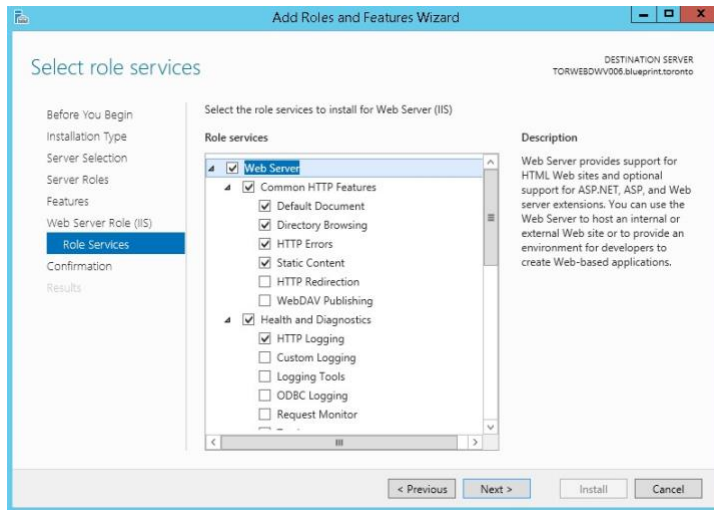 Add Roles and Features Wizard
Select role services
DESTINATION SERVER
TORWEBDWV006.blueprint.toronto
Before You Begin
Installation Type
Server Selection
Server Roles
Features
Web Server Role (IIS)
Role Services
Confirmation
Results
Select the role services to install for Web Server (IIS)
Role services
Web Server
Common HTTP Features
Default Document
Directory Browsing
HTTP Errors
Static Content
HTTP Redirection
WebDAV Publishing
Health and Diagnostics
HTTP Logging
Custom Logging
Logging Tools
ODBC Logging
Request Monitor
Description
Web Server provides support for
HTML Web sites and optional
support for ASP.NET, ASP, and Web
server extensions. You can use the
Web Server to host an internal or
external Web site or to provide an
environment for developers to
create Web-based applications.
< Previous
Next >
Install
Cancel